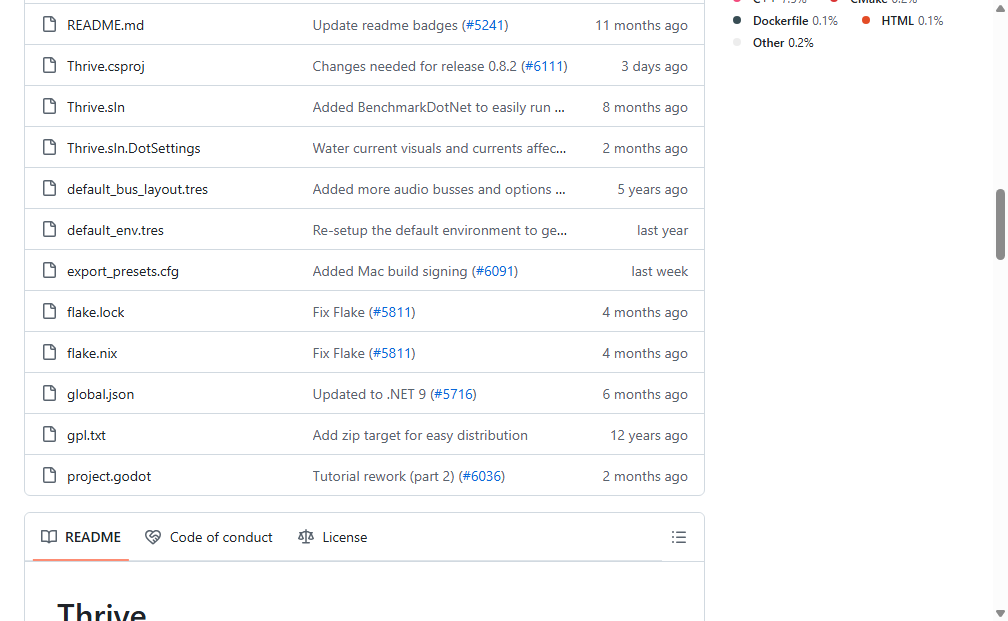 C++ 7.5% CMake 0.2%
Dockerfile 0.1% HTML 0.1%
Other 0.2%
README.md Update readme badges (#5241) 11 months ago
Thrive.csproj Changes needed for release 0.8.2 (#6111) 3 days ago
Thrive.sln Added BenchmarkDotNet to easily run ... 8 months ago
Thrive.sln.DotSettings Water current visuals and currents affec... 2 months ago
default_bus_layout.tres Added more audio busses and options ... 5 years ago
default_env.tres Re-setup the default environment to ge... last year
export_presets.cfg Added Mac build signing (#6091) last week
flake.lock Fix Flake (#5811) 4 months ago
flake.nix Fix Flake (#5811) 4 months ago
global.json Updated to .NET 9 (#5716) 6 months ago
gpl.txt Add zip target for easy distribution 12 years ago
project.godot Tutorial rework (part 2) (#6036) 2 months ago
README Code of conduct License
Thrive